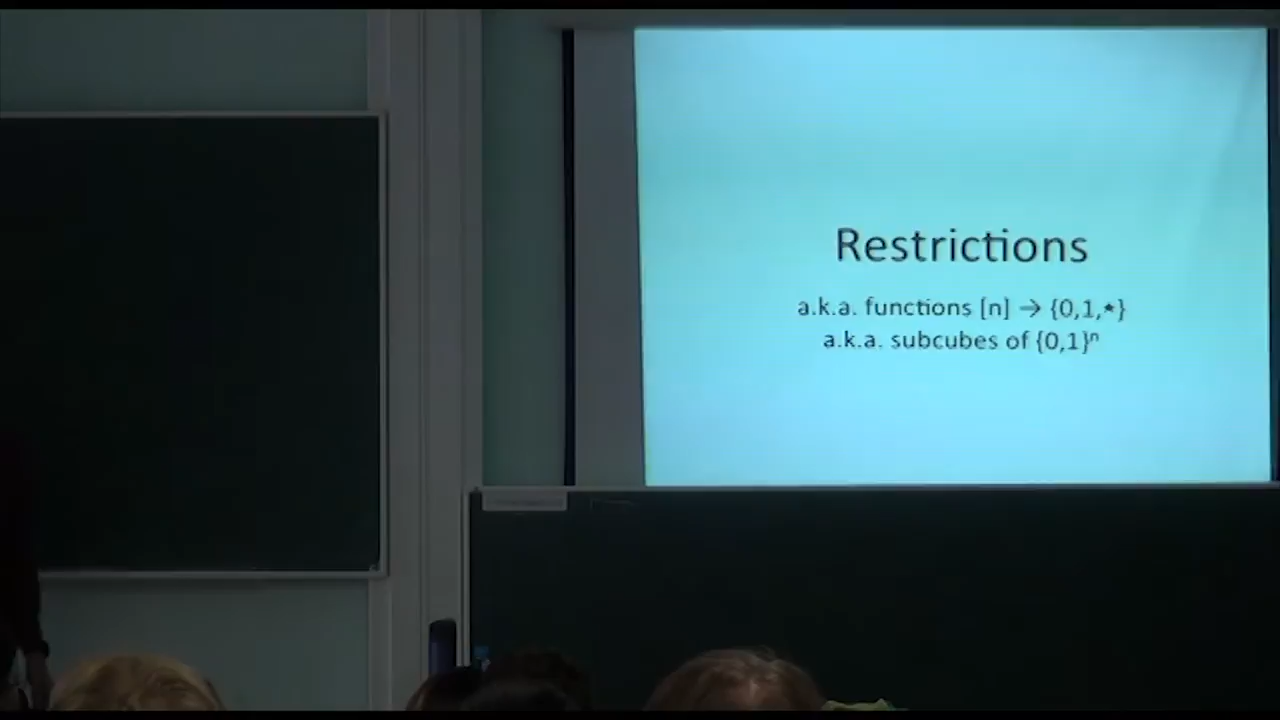 Restrictions
a.k.a. functions [n] → {0,1,⋆}
a.k.a. subcubes of {0,1}ⁿ